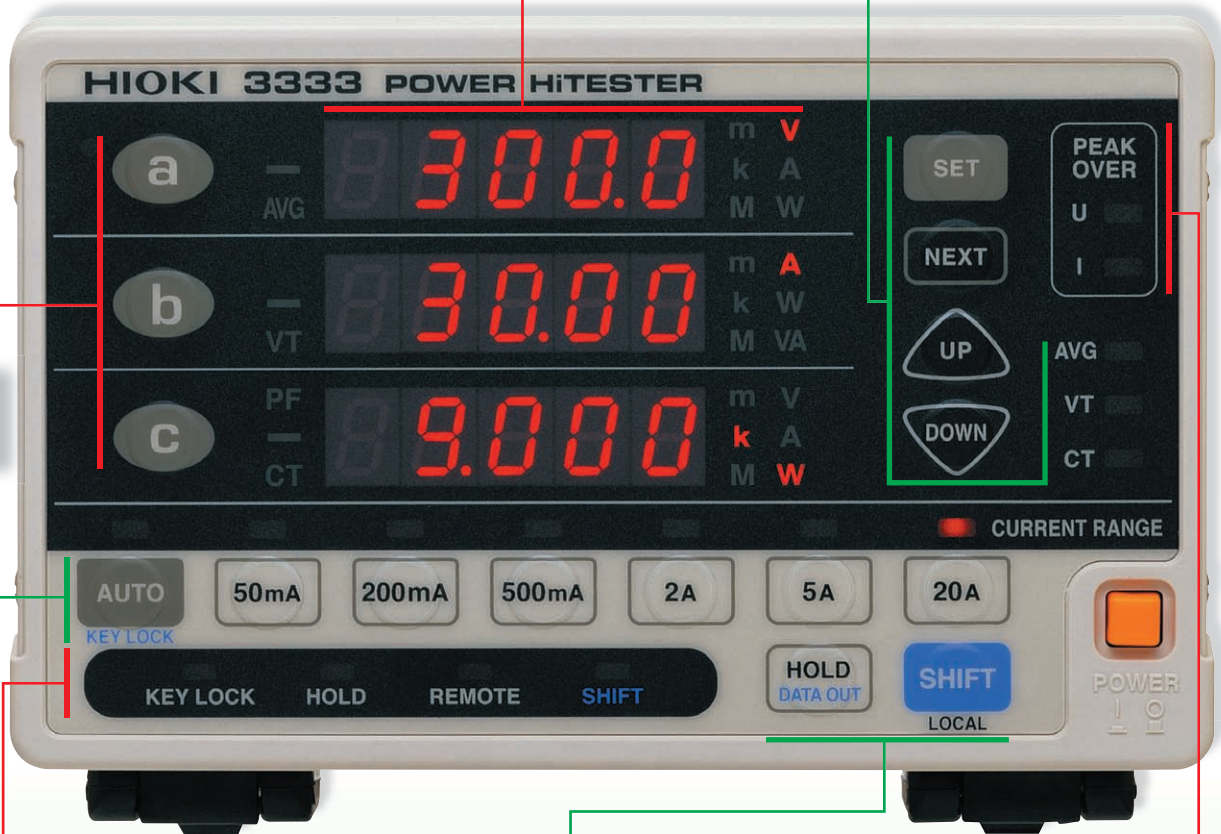 HIOKI 3333 POWER HiTESTER
a
AVG
300.0
m V
k A
M W
b
VT
30.00
m A
k W
M VA
c
PF
CT
9.000
m V
k A
M W
SET
NEXT
UP
DOWN
PEAK
OVER
U
I
AVG
VT
CT
CURRENT RANGE
AUTO
50mA
200mA
500mA
2A
5A
20A
KEY LOCK
KEY LOCK
HOLD
REMOTE
SHIFT
HOLD
DATA OUT
SHIFT
LOCAL
POWER